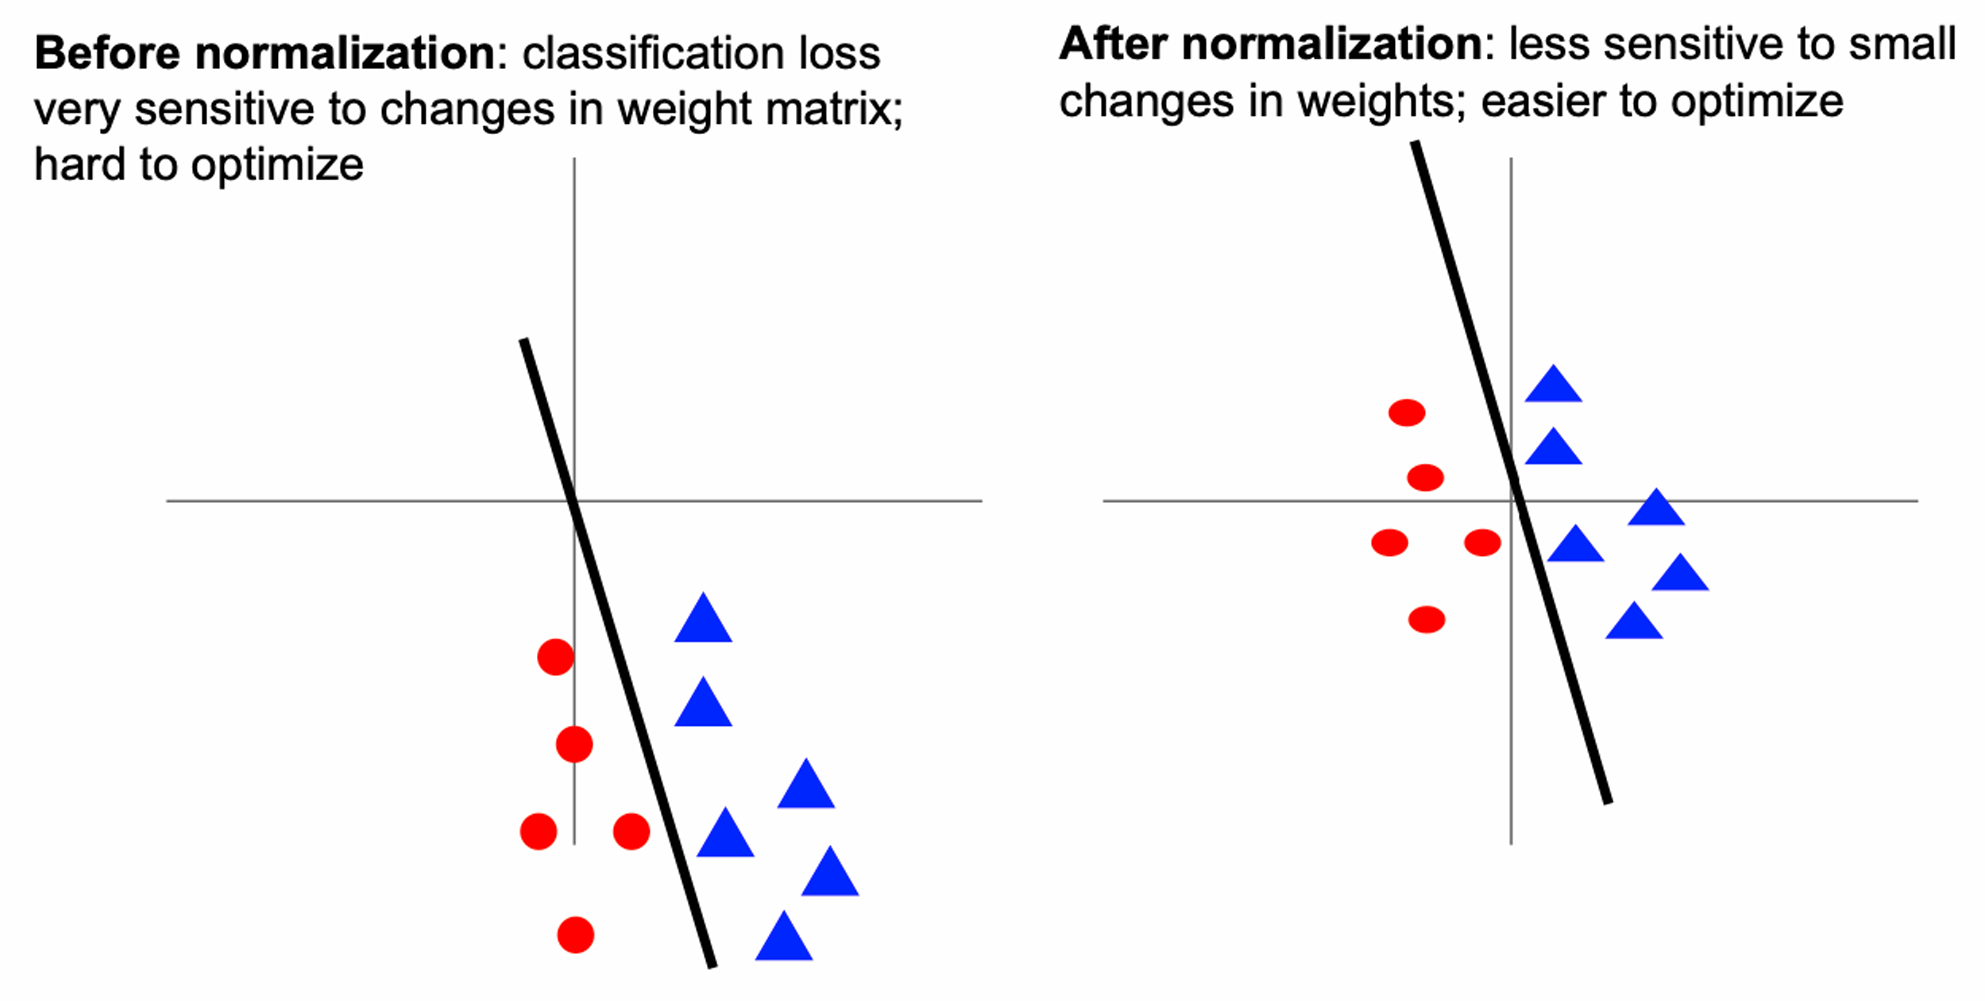 Before normalization: classification loss
very sensitive to changes in weight matrix;
hard to optimize
After normalization: less sensitive to small
changes in weights; easier to optimize